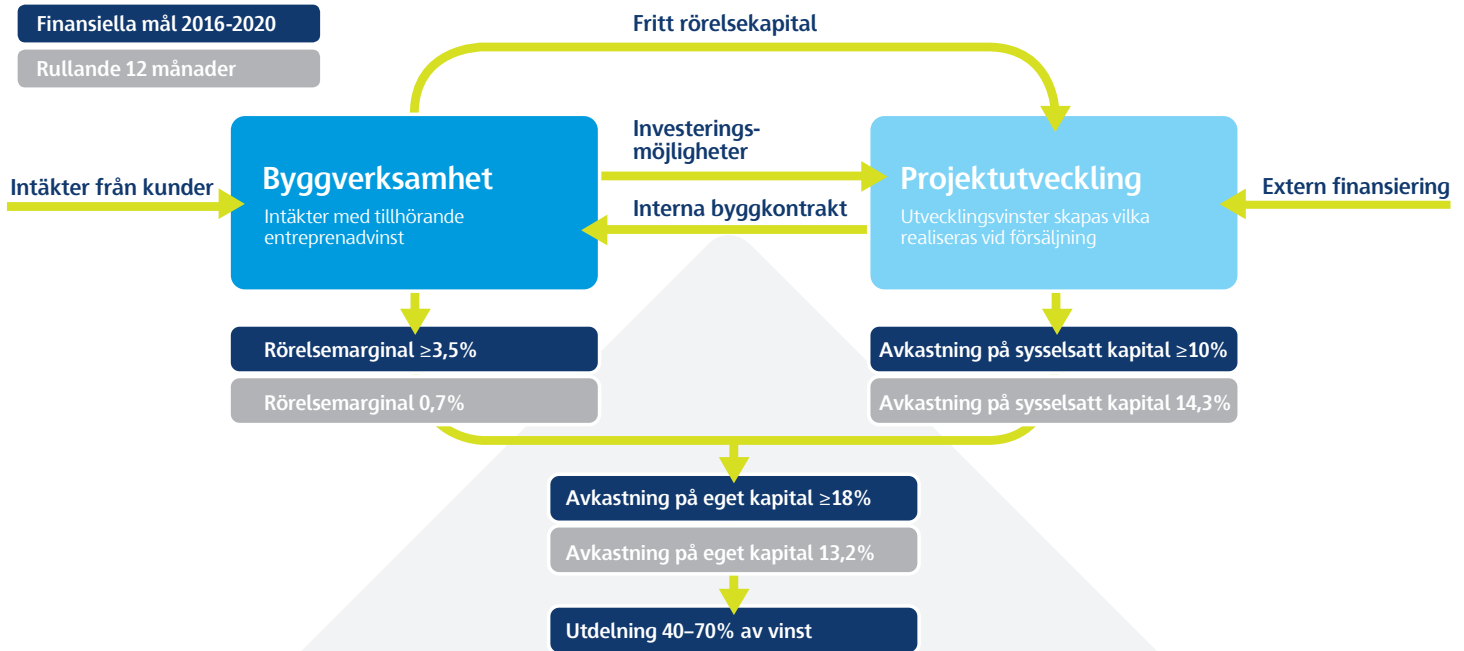 Finansiella mål 2016-2020
Rullande 12 månader
Fritt rörelsekapital
Intäkter från kunder
Byggverksamhet
Intäkter med tillhörande
entreprenadvinst
Investerings-
möjligheter
Interna byggkontrakt
Projektutveckling
Utvecklingsvinster skapas vilka
realiseras vid försäljning
Extern finansiering
Rörelsemarginal ≥3,5%
Rörelsemarginal 0,7%
Avkastning på sysselsatt kapital ≥10%
Avkastning på sysselsatt kapital 14,3%
Avkastning på eget kapital ≥18%
Avkastning på eget kapital 13,2%
Utdelning 40–70% av vinst